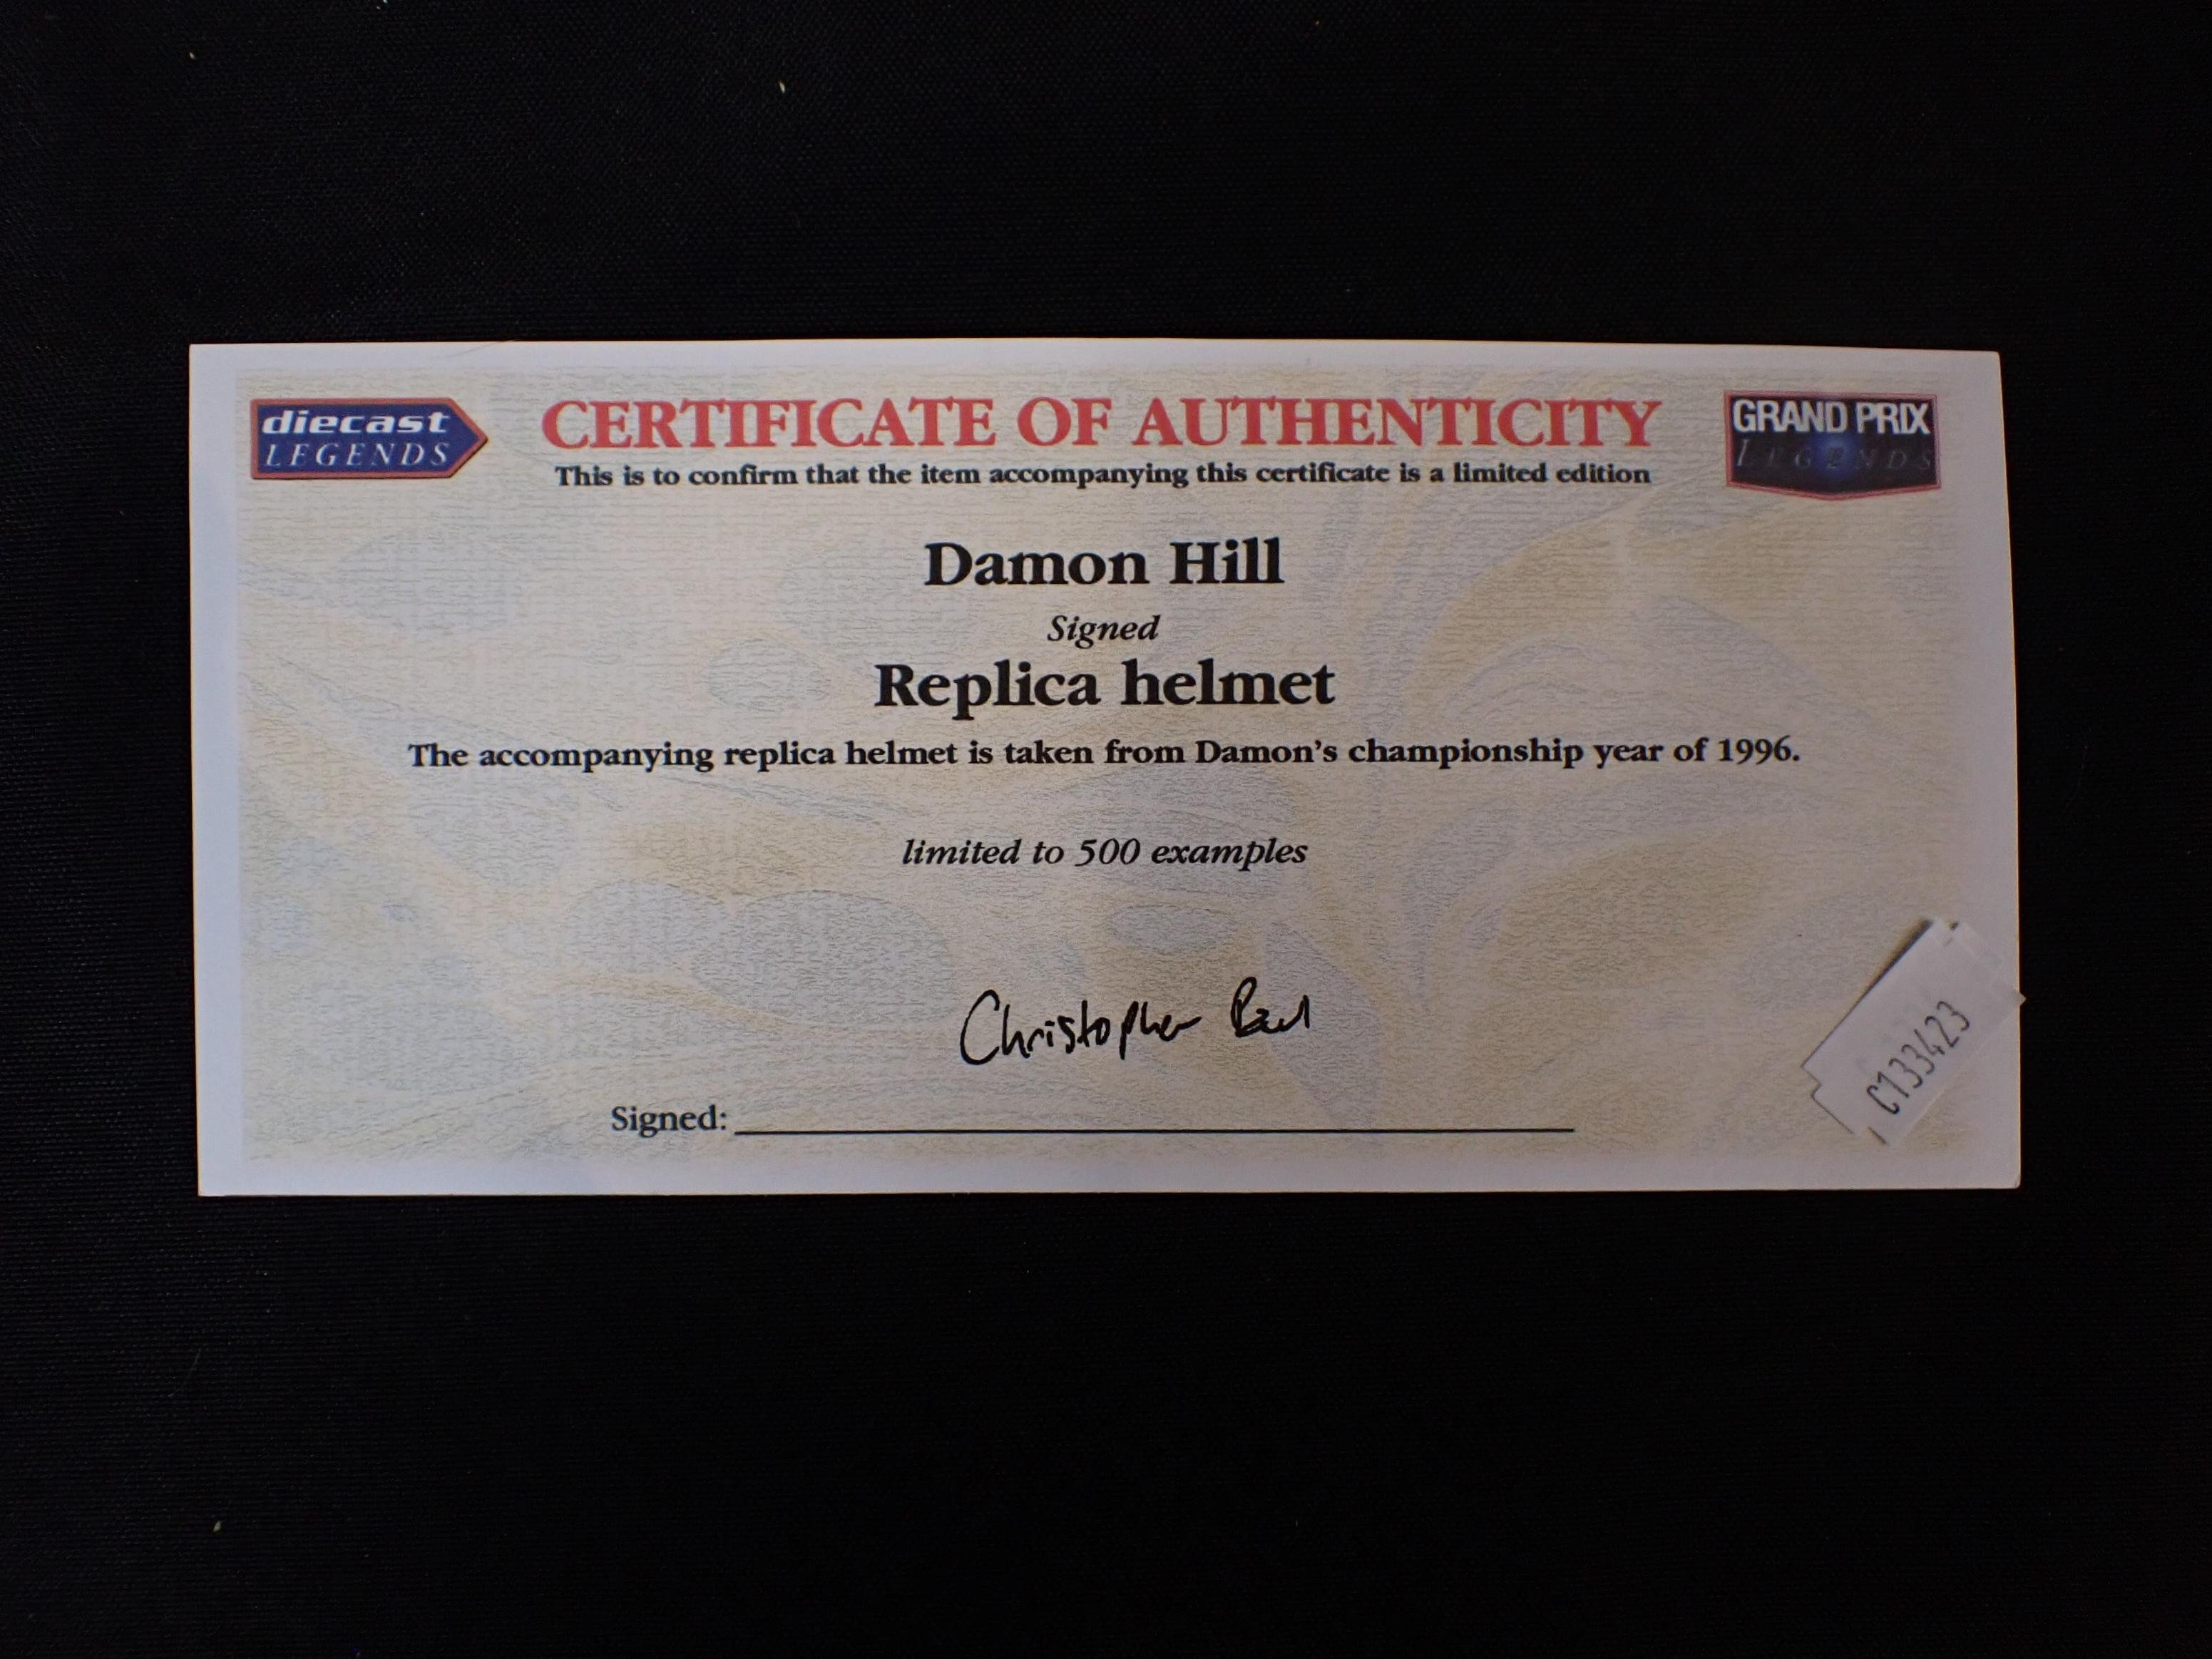 diecast
LEGENDS
CERTIFICATE OF AUTHENTICITY
This is to confirm that the item accompanying this certificate is a limited edition
GRAND PRIX
LEGENDS
Damon Hill
Signed
Replica helmet
The accompanying replica helmet is taken from Damon's championship year of 1996.
limited to 500 examples
Christopher
Signed:
C133423